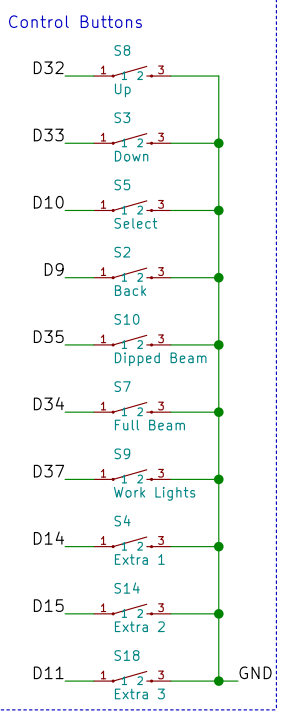 Control Buttons
S8
D32 1 1 2 3
Up
S3
D33 1 1 2 3
Down
S5
D10 1 1 2 3
Select
S2
D9 1 1 2 3
Back
S10
D35 1 1 2 3
Dipped Beam
S7
D34 1 1 2 3
Full Beam
S9
D37 1 1 2 3
Work Lights
S4
D14 1 1 2 3
Extra 1
S14
D15 1 1 2 3
Extra 2
S18
D11 1 1 2 3 GND
Extra 3